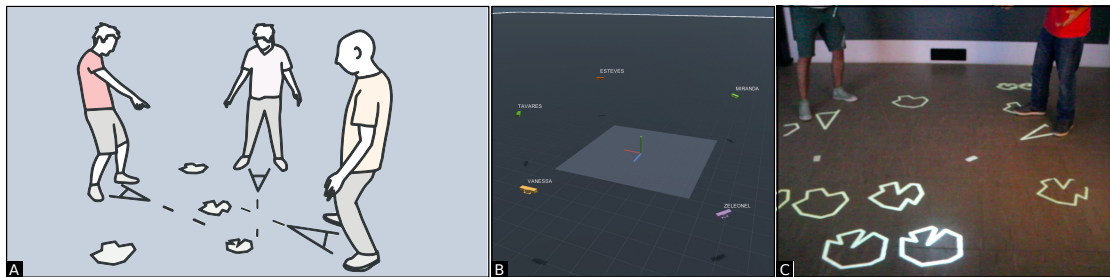 ESTEVES
MIRANDA
TAVARES
VANESSA
ZELEONEL
A
B
C